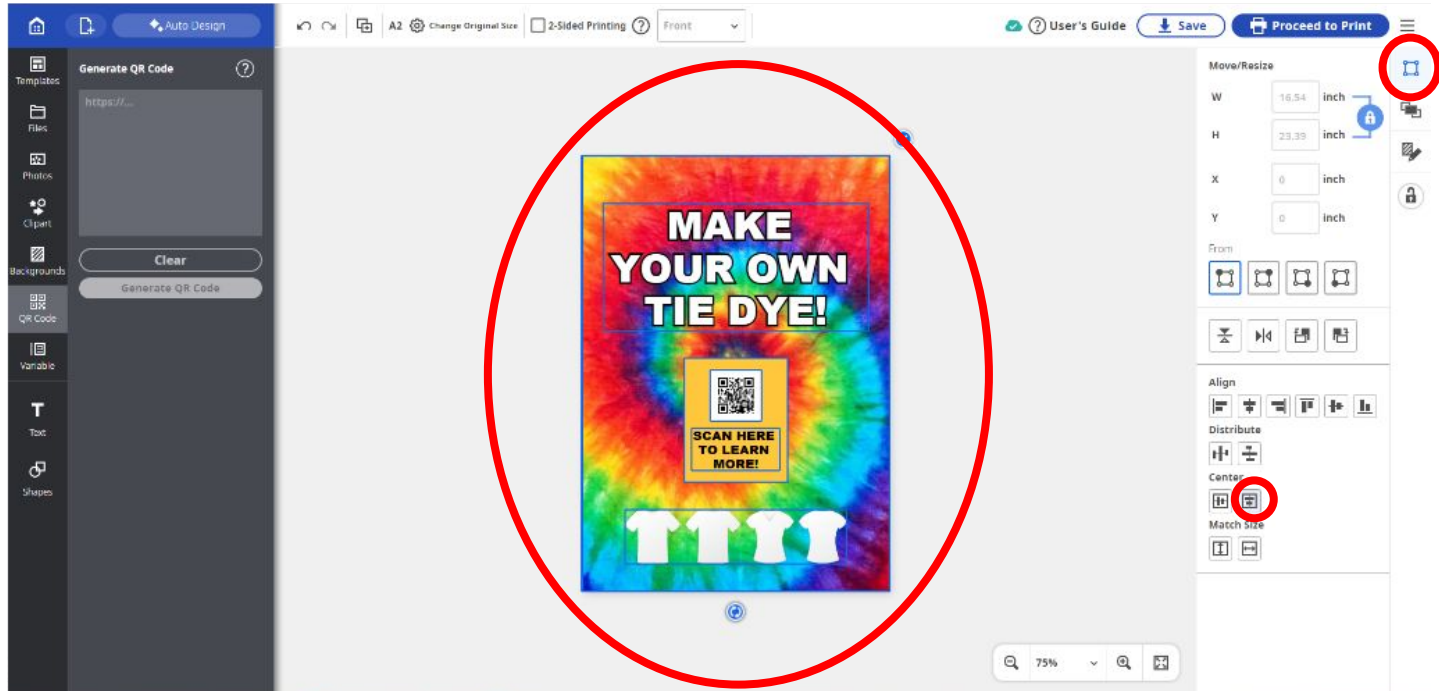 Auto Design
A2 Change Original Size 2-Sided Printing ? Front
? User's Guide Save Proceed to Print
Templates
Files
Photos
Clipart
Backgrounds
QR Code
Variable
Text
Shapes
Generate QR Code ?
https://...
Clear
Generate QR Code
MAKE
YOUR OWN
TIE DYE!
SCAN HERE
TO LEARN
MORE!
75%
Move/Resize
W 16.54 inch
H 23.39 inch
X 0 inch
Y 0 inch
From
Align
Distribute
Center
Match Size